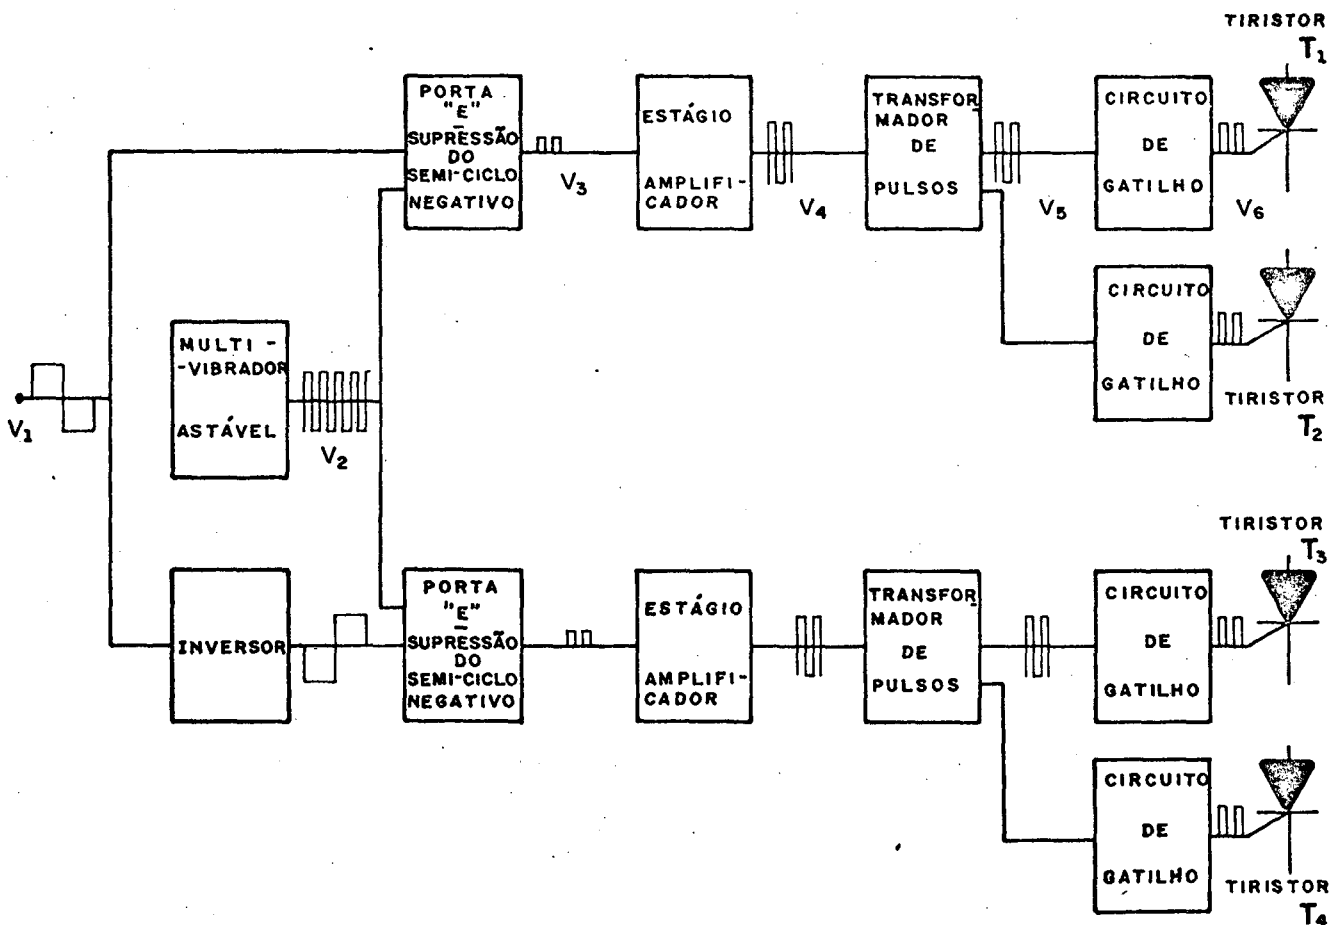 TIRISTOR
T₁
PORTA
"E"
SUPRESSÃO
DO
SEMI-CICLO
NEGATIVO
V₃
ESTÁGIO
AMPLIFI-
CADOR
V₄
TRANSFOR
MADOR
DE
PULSOS
V₅
CIRCUITO
DE
GATILHO
V₆
CIRCUITO
DE
GATILHO
TIRISTOR
T₂
V₁
MULTI-
-VIBRADOR
ASTÁVEL
V₂
INVERSOR
PORTA
"E"
SUPRESSÃO
DO
SEMI-CICLO
NEGATIVO
ESTÁGIO
AMPLIFI-
CADOR
TRANSFOR
MADOR
DE
PULSOS
CIRCUITO
DE
GATILHO
TIRISTOR
T₃
CIRCUITO
DE
GATILHO
TIRISTOR
T₄